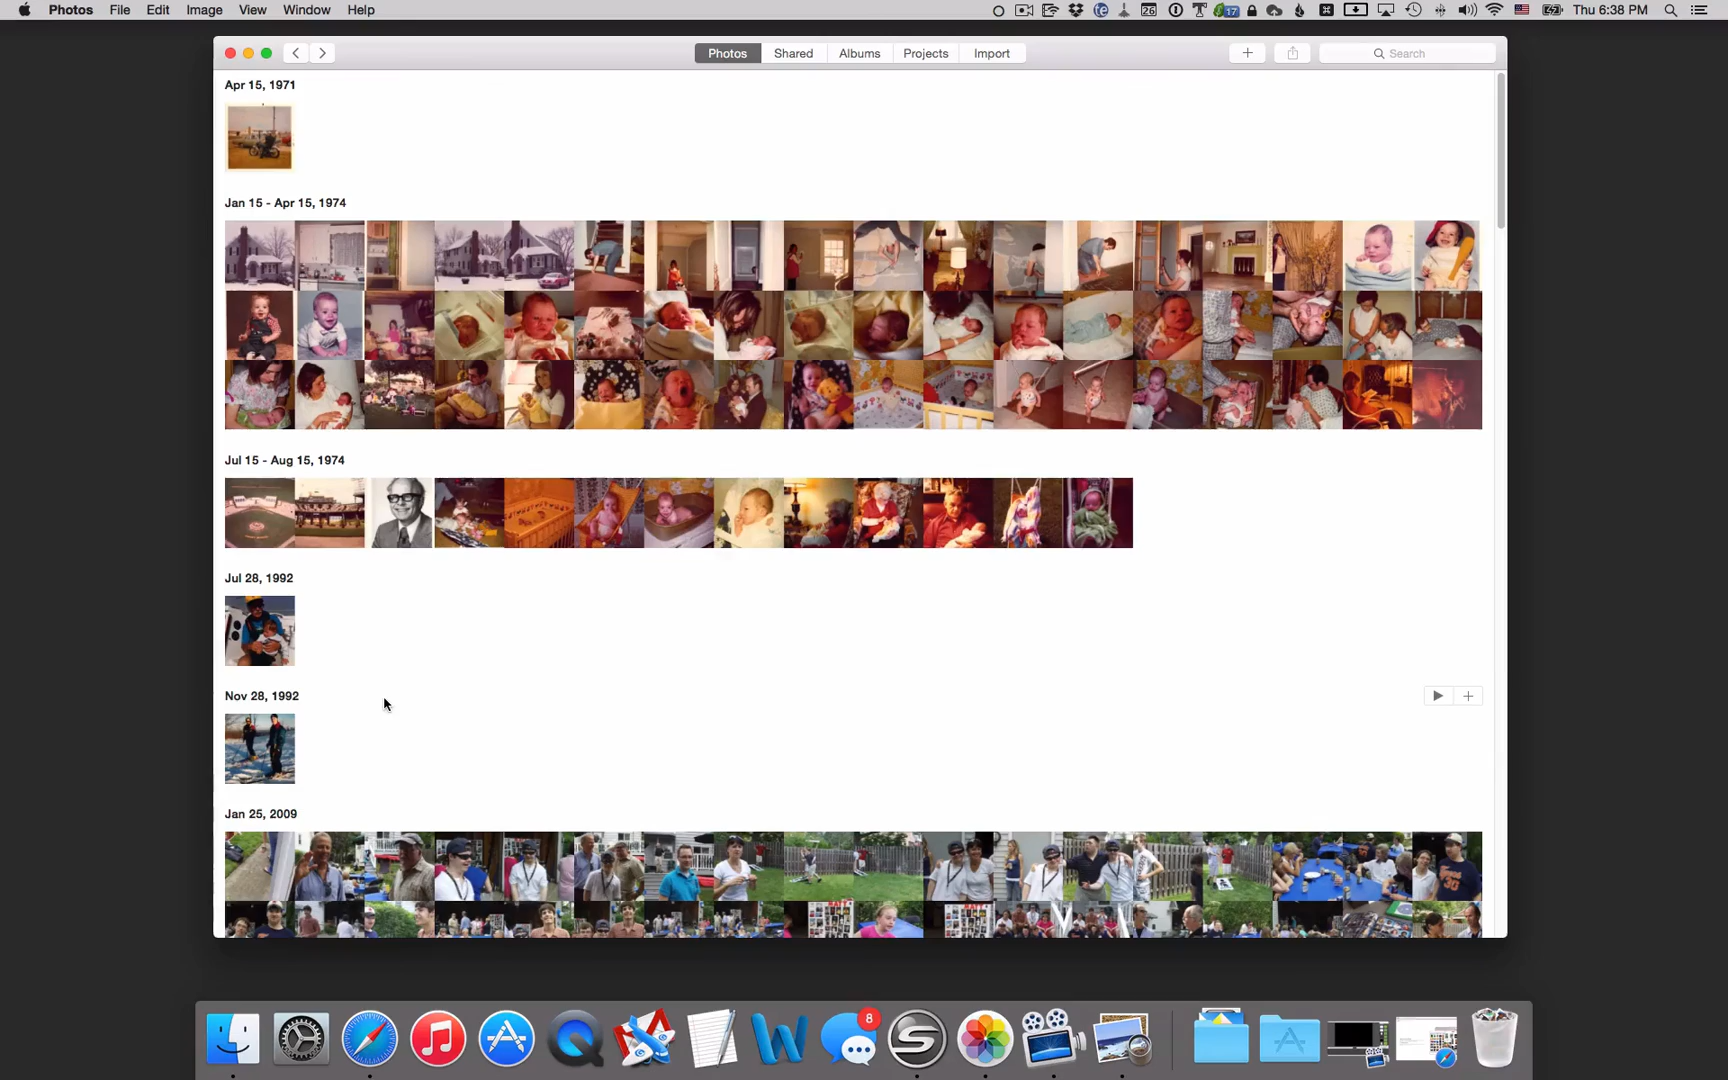 Photos File Edit Image View Window Help
26
17
Thu 6:38 PM
Photos Shared Albums Projects Import
Search
Apr 15, 1971
Jan 15 - Apr 15, 1974
Jul 15 - Aug 15, 1974
Jul 28, 1992
Nov 28, 1992
Jan 25, 2009
8